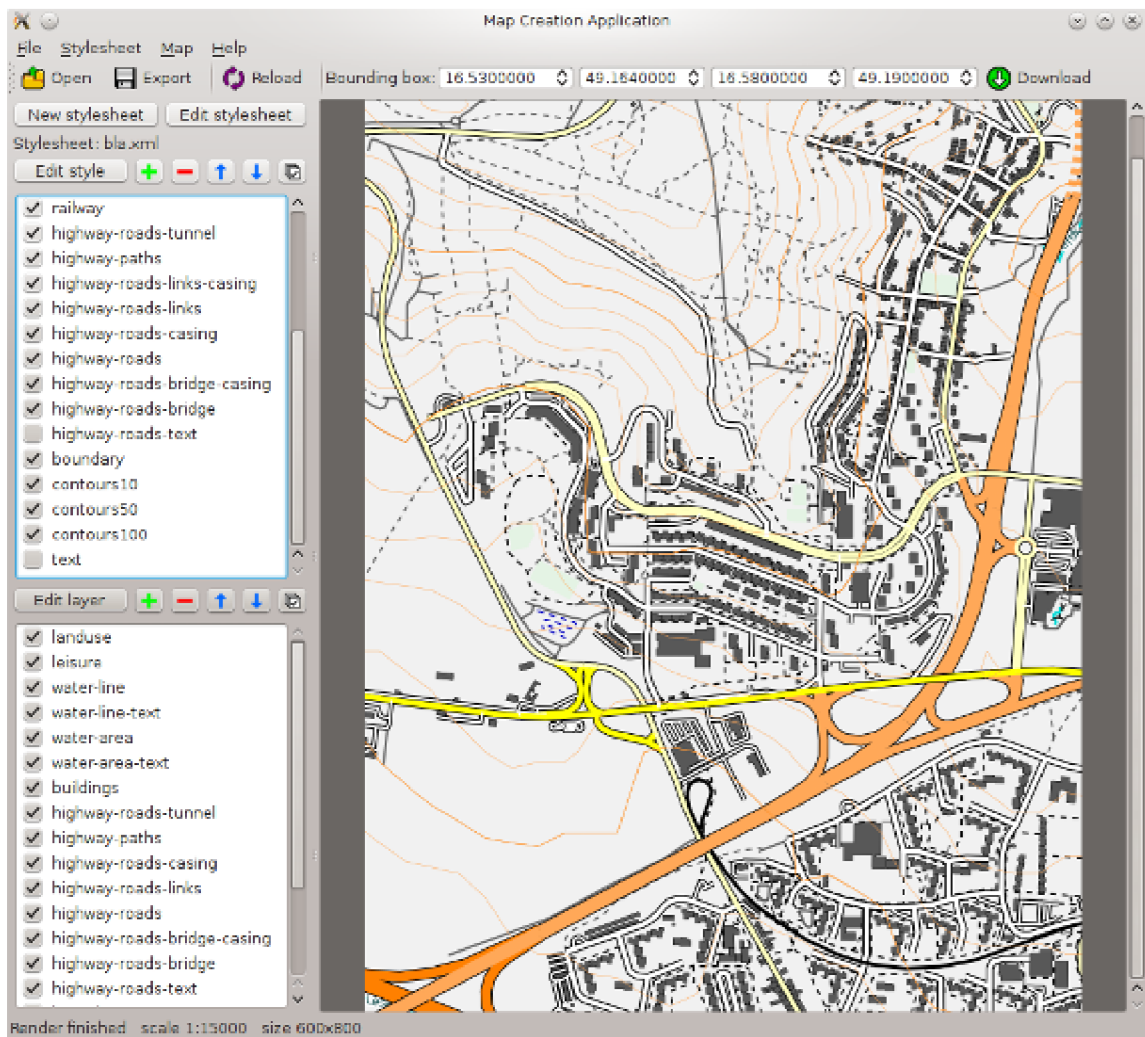 Map Creation Application
File Stylesheet Map Help
Open Export Reload Bounding box: 16.5300000 49.1640000 16.5800000 49.1900000 Download
New stylesheet Edit stylesheet
Stylesheet: bla.xml
Edit style
railway
highway-roads-tunnel
highway-paths
highway-roads-links-casing
highway-roads-links
highway-roads-casing
highway-roads
highway-roads-bridge-casing
highway-roads-bridge
highway-roads-text
boundary
contours10
contours50
contours100
text
Edit layer
landuse
leisure
water-line
water-line-text
water-area
water-area-text
buildings
highway-roads-tunnel
highway-paths
highway-roads-casing
highway-roads-links
highway-roads
highway-roads-bridge-casing
highway-roads-bridge
highway-roads-text
Render finished scale 1:15000 size 600x800